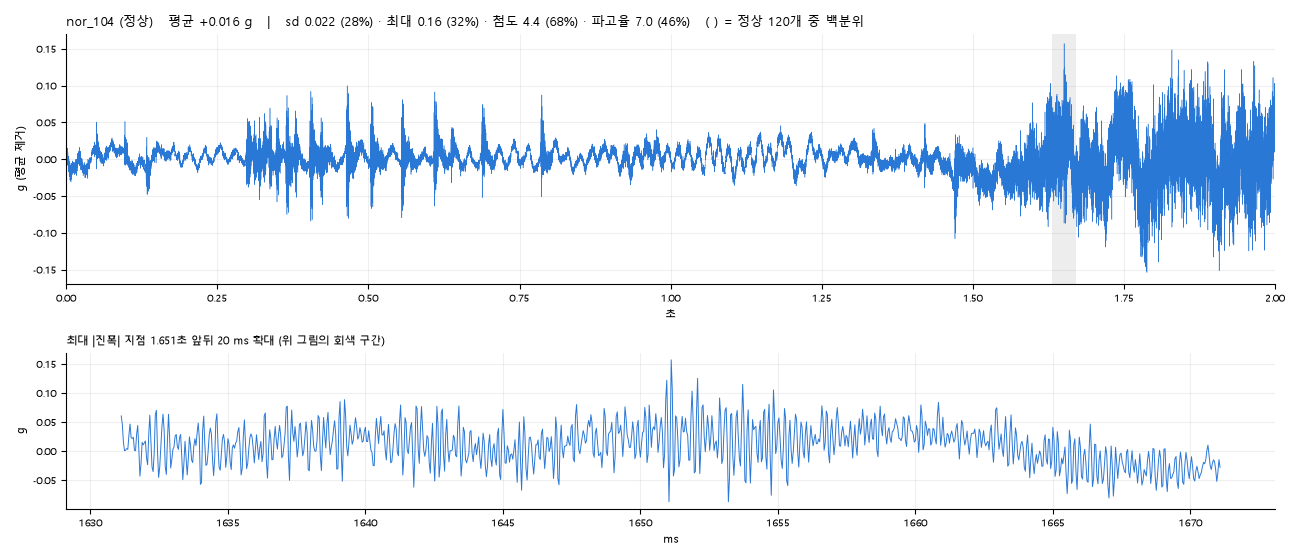 nor_104 (정상)    평균 +0.016 g    |    sd 0.022 (28%) · 최대 0.16 (32%) · 첨도 4.4 (68%) · 파고율 7.0 (46%)    ( ) = 정상 120개 중 백분위
g (평균 제거)
0.15
0.10
0.05
0.00
-0.05
-0.10
-0.15
0.00 0.25 0.50 0.75 1.00 1.25 1.50 1.75 2.00
초
최대 |진폭| 지점 1.651초 앞뒤 20 ms 확대 (위 그림의 회색 구간)
g
0.15
0.10
0.05
0.00
-0.05
1630 1635 1640 1645 1650 1655 1660 1665 1670
ms